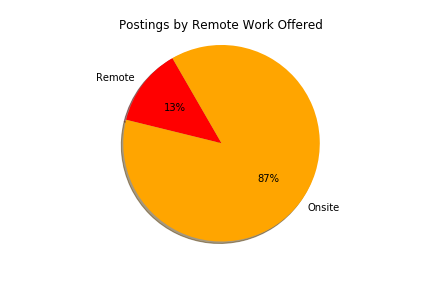 Postings by Remote Work Offered
Remote
13%
87%
Onsite